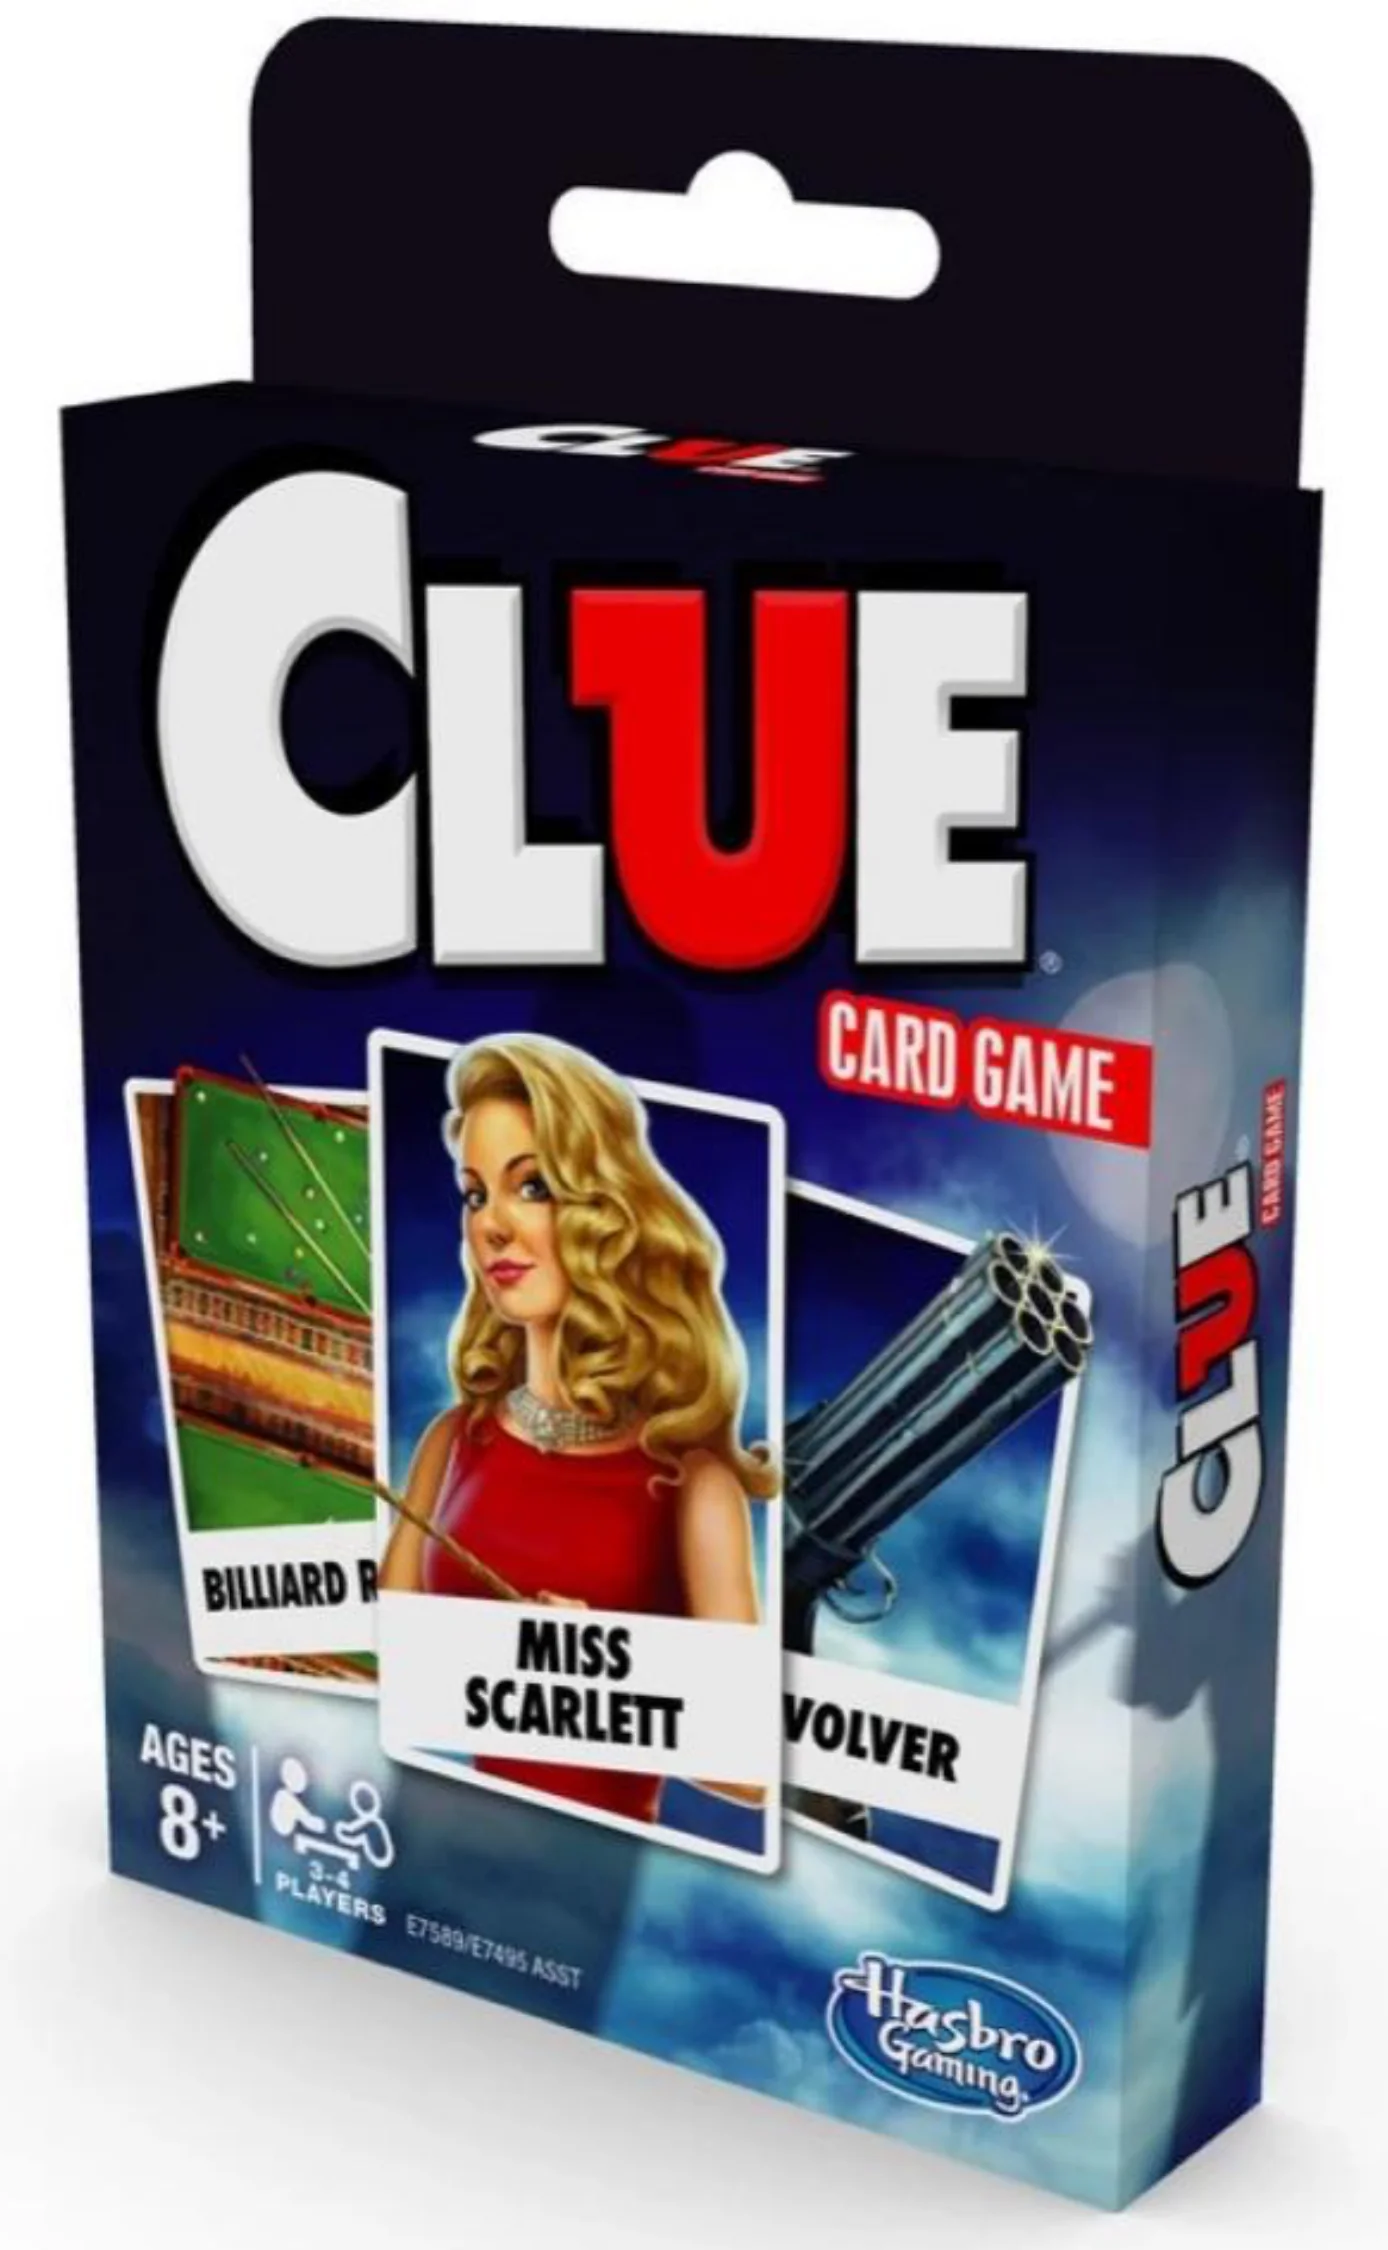 CLUE
CLUE®
CARD GAME
BILLIARD R
MISS
SCARLETT
VOLVER
AGES
8+
3-4
PLAYERS
E7589/E7495 ASST
Hasbro
Gaming
CLUE
CARD GAME